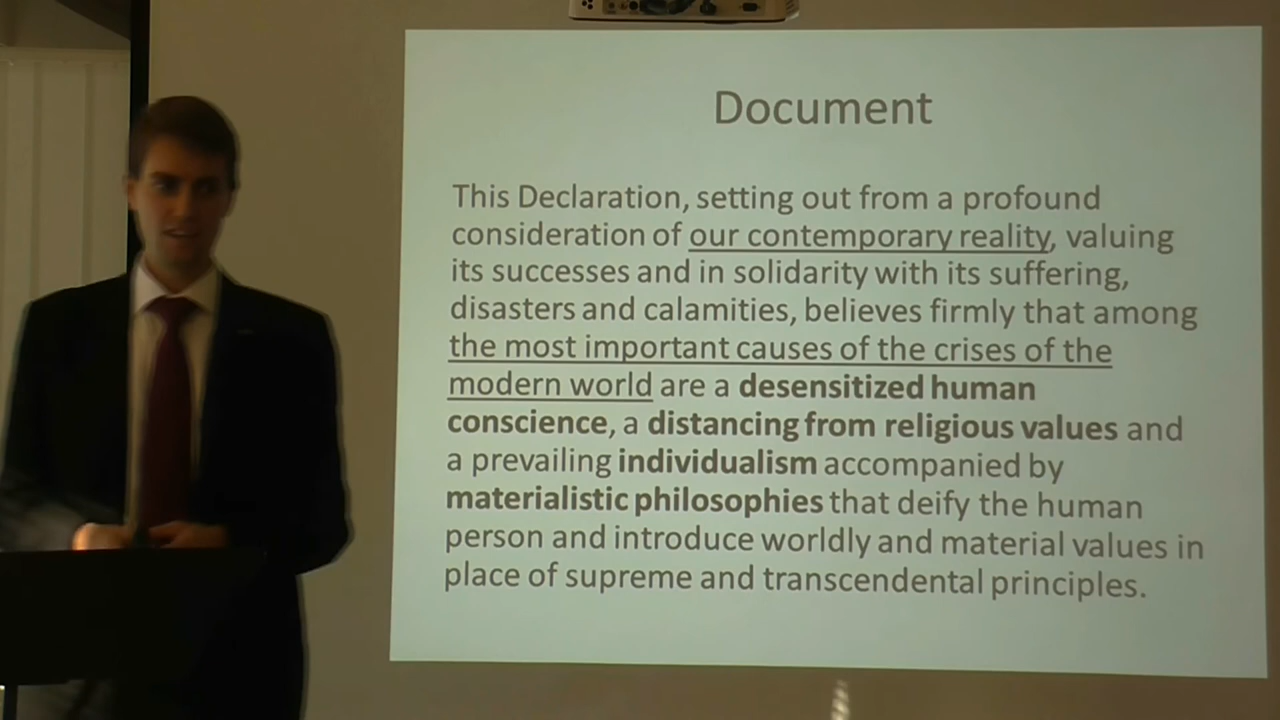 Document
This Declaration, setting out from a profound
consideration of our contemporary reality, valuing
its successes and in solidarity with its suffering,
disasters and calamities, believes firmly that among
the most important causes of the crises of the
modern world are a desensitized human
conscience, a distancing from religious values and
a prevailing individualism accompanied by
materialistic philosophies that deify the human
person and introduce worldly and material values in
place of supreme and transcendental principles.